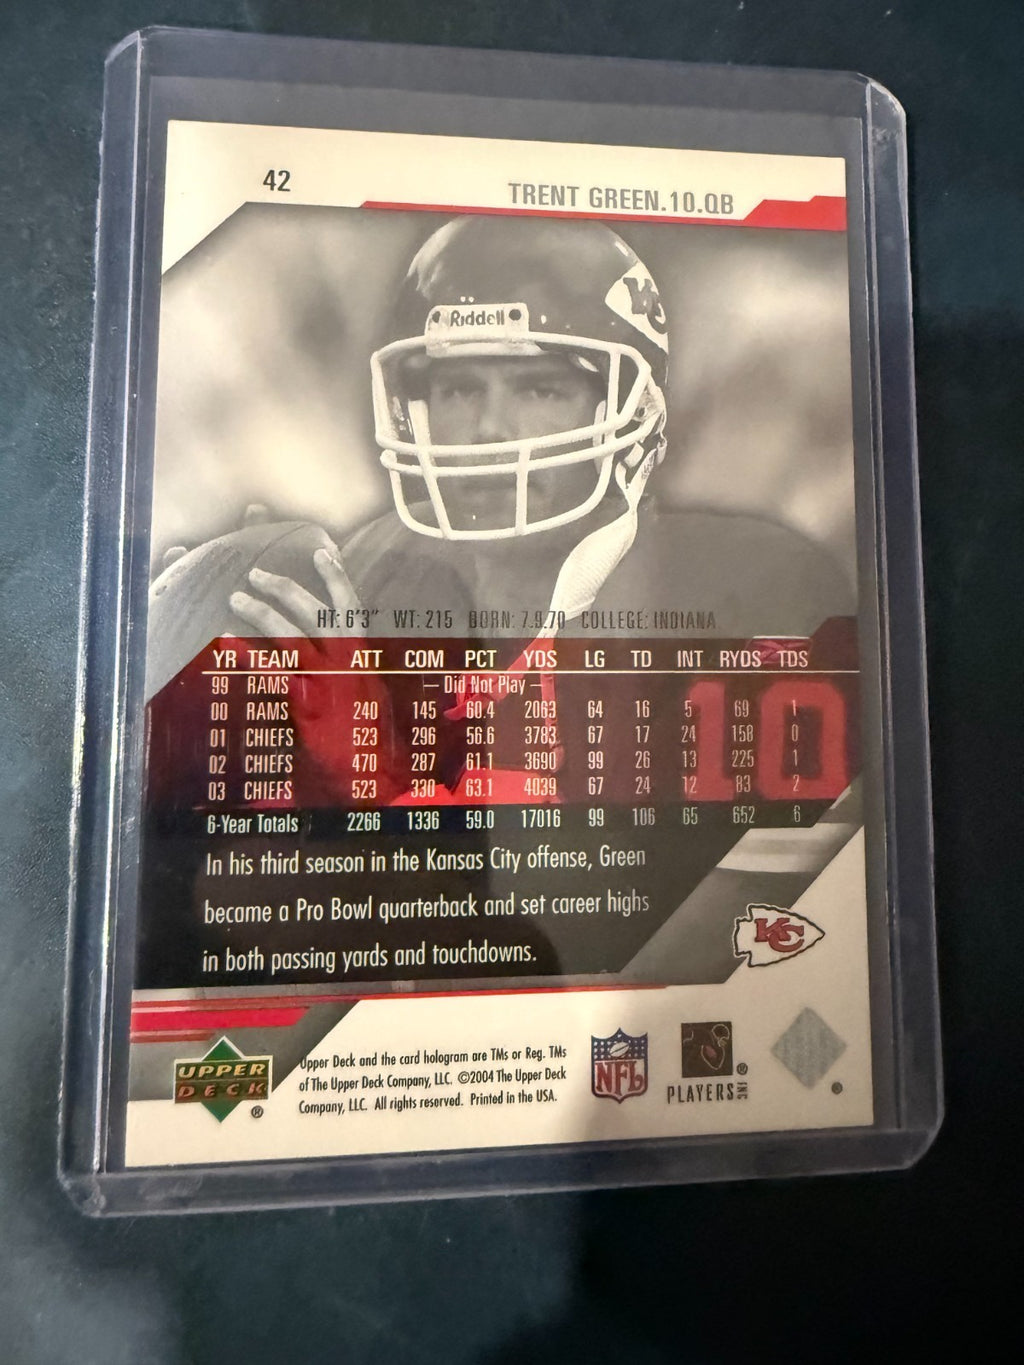 42
TRENT GREEN.10.QB
Riddell
KC
HT: 6'3" WT: 215 BORN: 7.9.70 COLLEGE: INDIANA
YR TEAM ATT COM PCT YDS LG TD INT RYDS TDS
99 RAMS — Did Not Play —
00 RAMS 240 145 60.4 2063 64 16 5 69 1
01 CHIEFS 523 296 56.6 3783 67 17 24 158 0
02 CHIEFS 470 287 61.1 3690 99 26 13 225 1
03 CHIEFS 523 330 63.1 4039 67 24 12 83 2
10
6-Year Totals 2266 1336 59.0 17016 99 106 65 652 6
In his third season in the Kansas City offense, Green
became a Pro Bowl quarterback and set career highs
in both passing yards and touchdowns.
KC
UPPER
DECK
®
Upper Deck and the card hologram are TMs or Reg. TMs
of The Upper Deck Company, LLC. ©2004 The Upper Deck
Company, LLC. All rights reserved. Printed in the USA.
NFL
PLAYERS INC ®
®